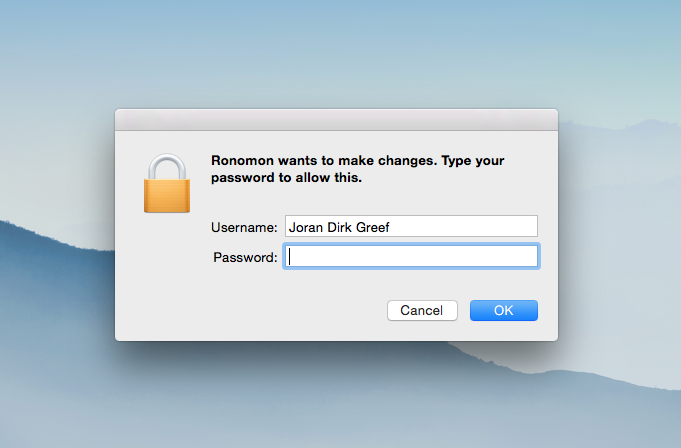 Ronomon wants to make changes. Type your
password to allow this.
Username: Joran Dirk Greef
Password:
Cancel OK